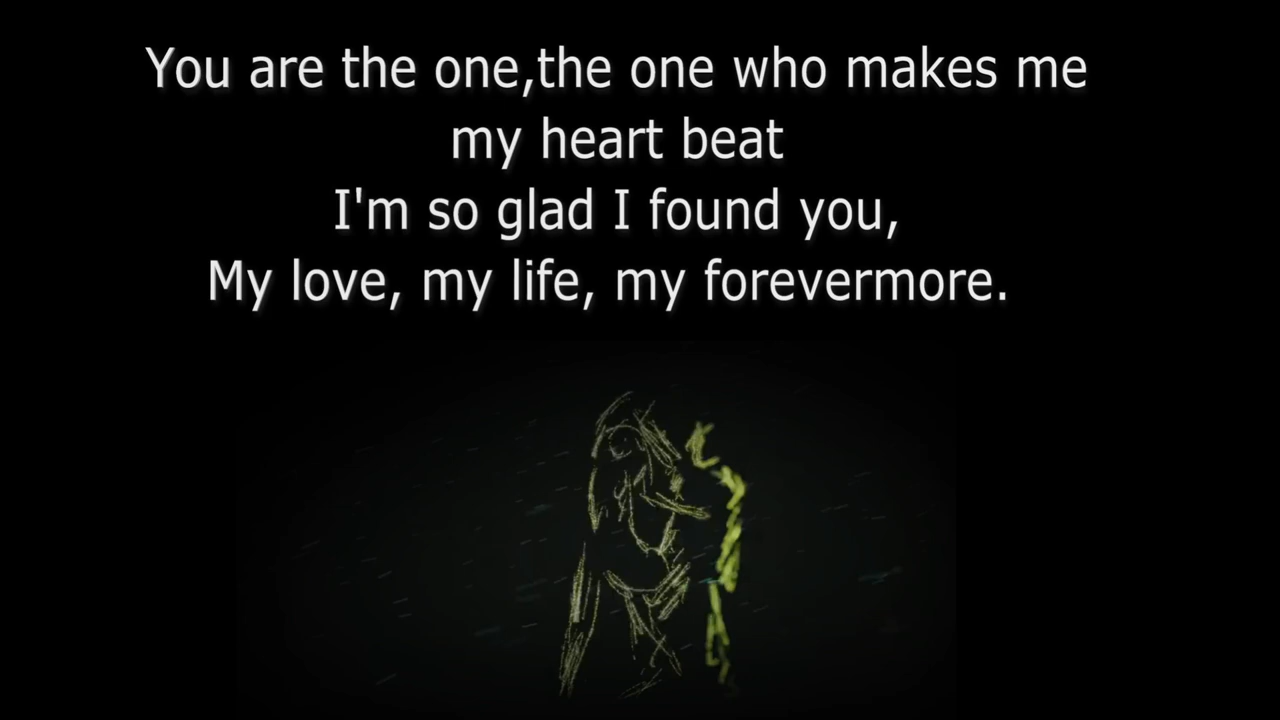 You are the one,the one who makes me
my heart beat
I'm so glad I found you,
My love, my life, my forevermore.